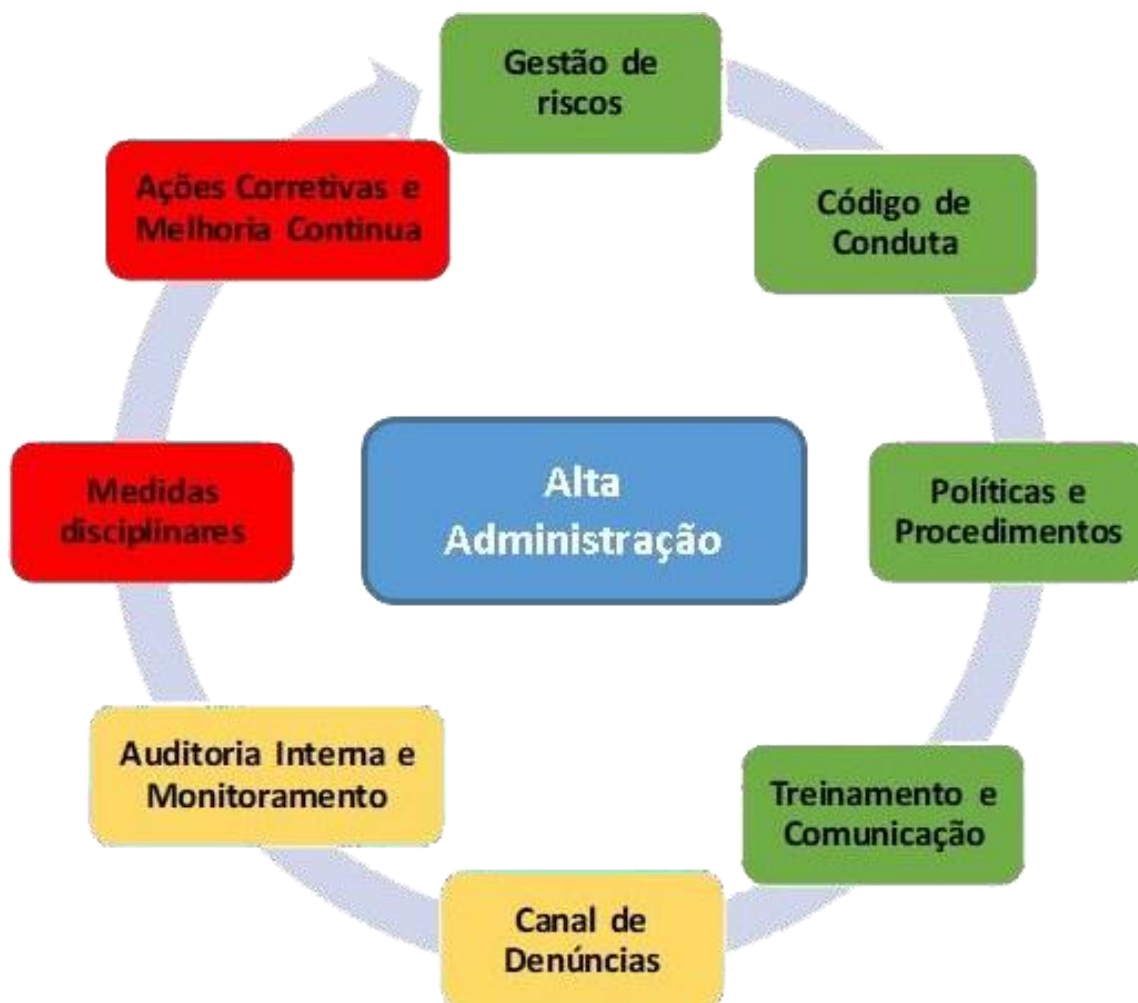 Gestão de
riscos
Código de
Conduta
Políticas e
Procedimentos
Treinamento e
Comunicação
Canal de
Denúncias
Auditoria Interna e
Monitoramento
Medidas
disciplinares
Ações Corretivas e
Melhoria Continua
Alta
Administração